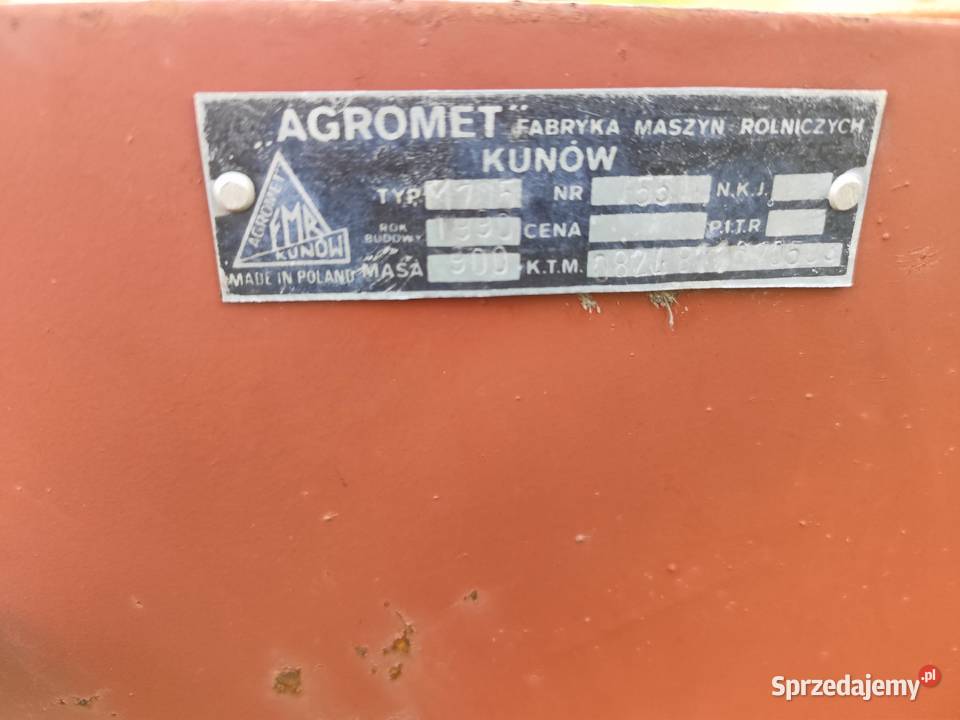 „AGROMET" FABRYKA MASZYN ROLNICZYCH
KUNÓW
AGROMET
FMR
KUNÓW
MADE IN POLAND
TYP NR N.K.J.
ROK BUDOWY 1990 CENA P.I.T.R
MASA 900 K.T.M.
Sprzedajemy.pl